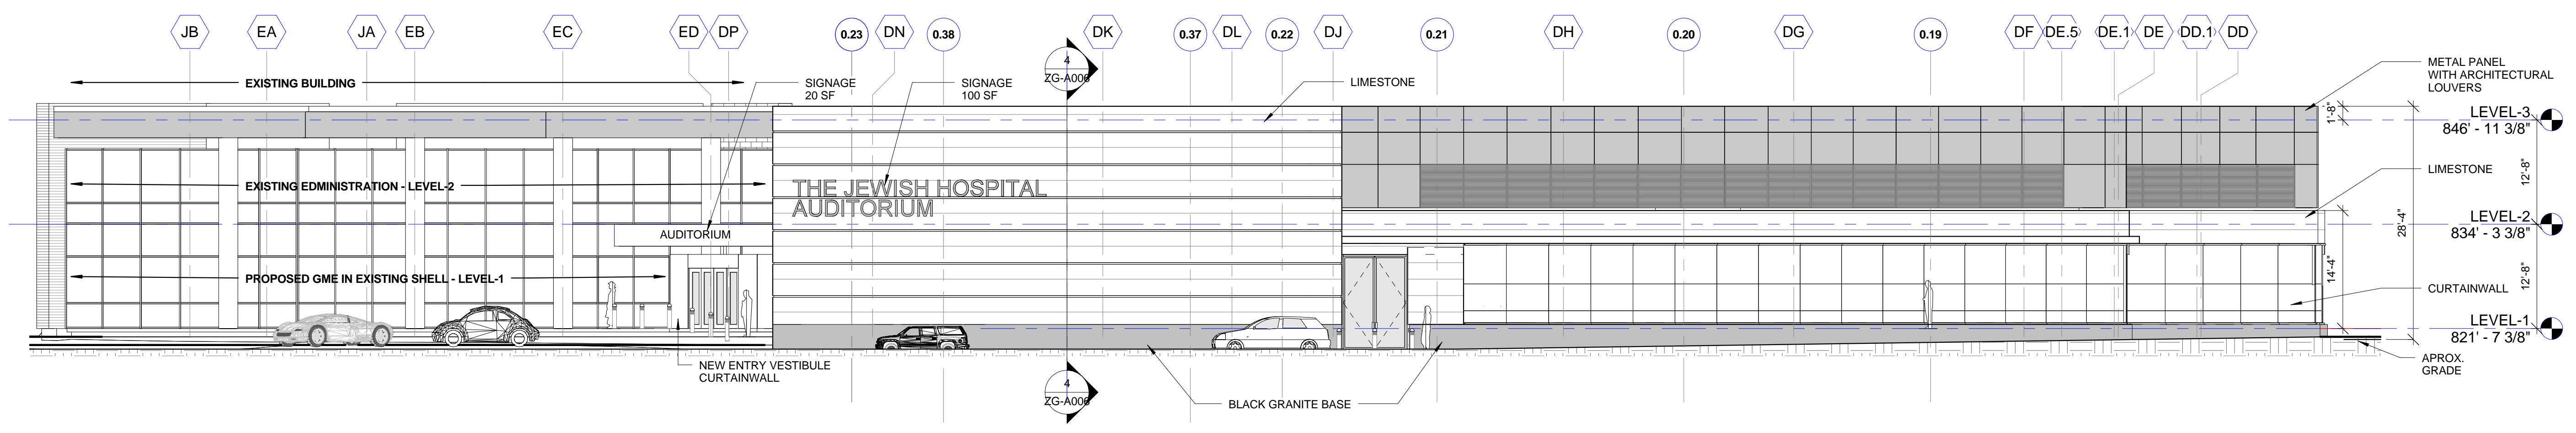 JB
EA
JA
EB
EC
ED
DP
0.23
DN
0.38
DK
0.37
DL
0.22
DJ
0.21
DH
0.20
DG
0.19
DF
DE.5
DE.1
DE
DD.1
DD
4
ZG-A006
EXISTING BUILDING
SIGNAGE
20 SF
SIGNAGE
100 SF
LIMESTONE
METAL PANEL
WITH ARCHITECTURAL
LOUVERS
1'-8"
LEVEL-3
846' - 11 3/8"
EXISTING EDMINISTRATION - LEVEL-2
THE JEWISH HOSPITAL
AUDITORIUM
LIMESTONE
12'-8"
28'-4"
LEVEL-2
834' - 3 3/8"
AUDITORIUM
PROPOSED GME IN EXISTING SHELL - LEVEL-1
14'-4"
12'-8"
CURTAINWALL
LEVEL-1
821' - 7 3/8"
NEW ENTRY VESTIBULE
CURTAINWALL
4
ZG-A006
BLACK GRANITE BASE
APROX.
GRADE